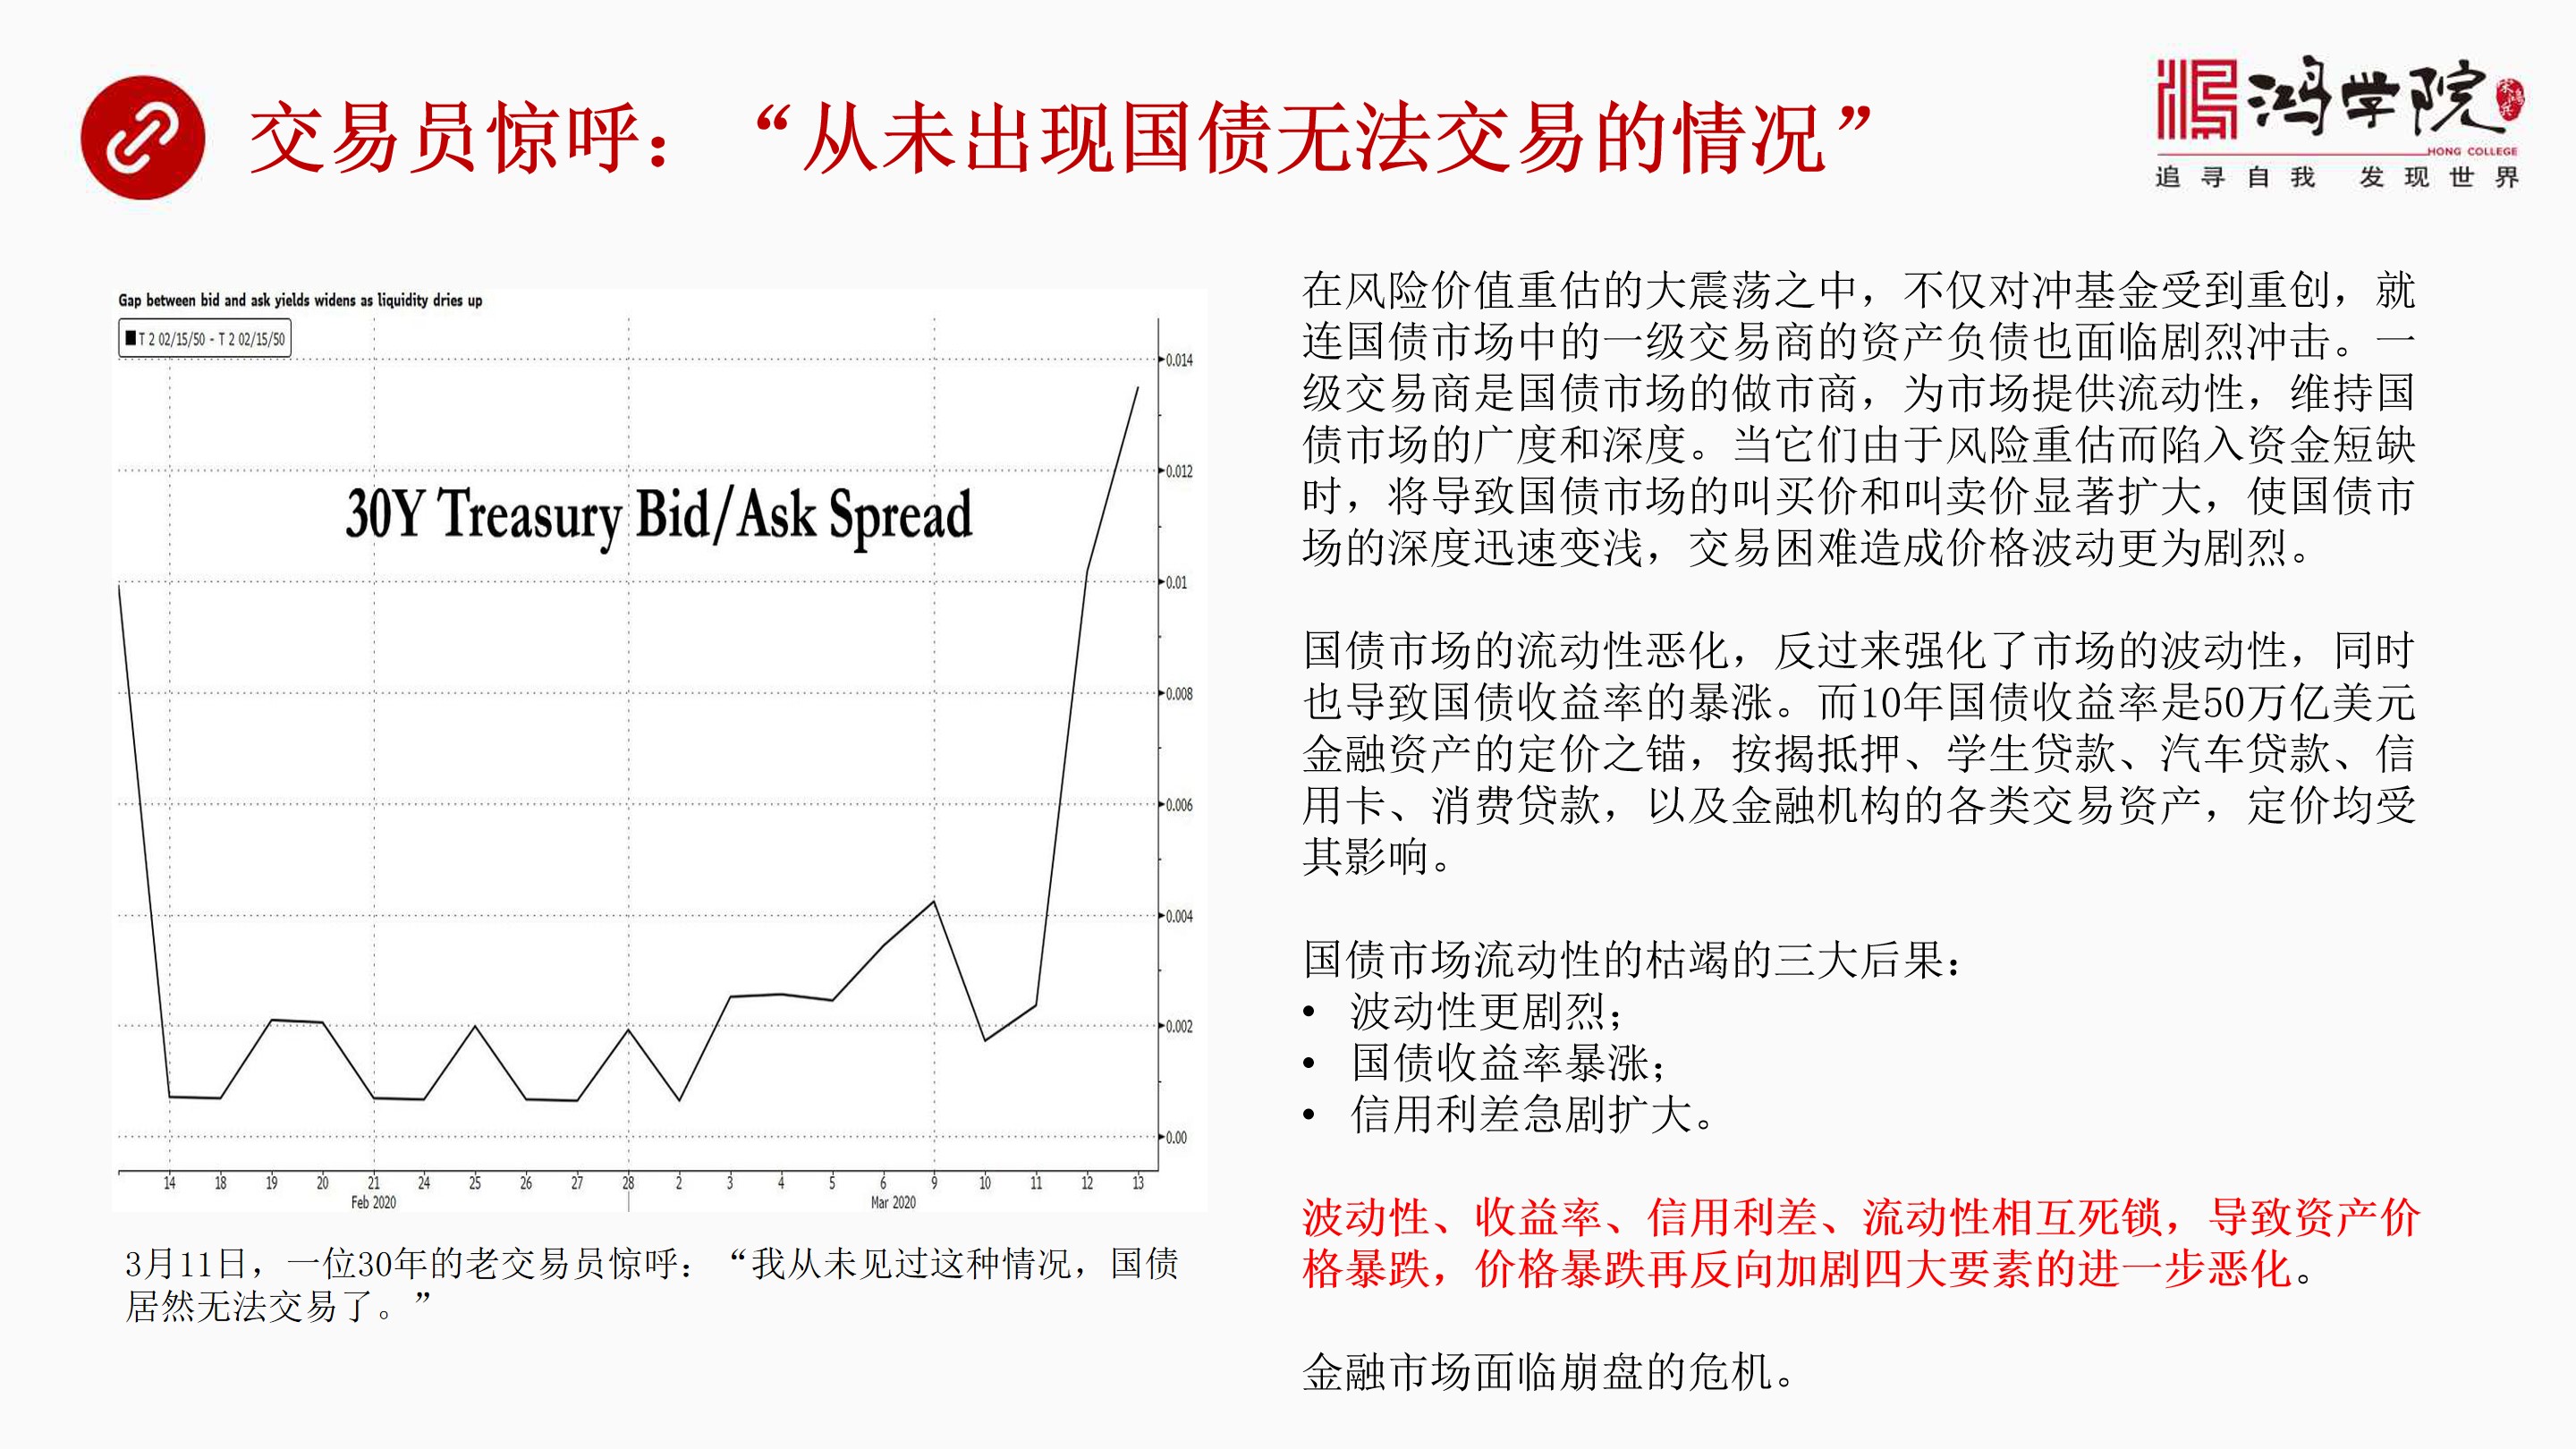 交易员惊呼：“从未出现国债无法交易的情况”
鸿学院
HONG COLLEGE
追寻自我 发现世界
Gap between bid and ask yields widens as liquidity dries up
T 2 02/15/50 - T 2 02/15/50
30Y Treasury Bid/Ask Spread
0.014
0.012
0.01
0.008
0.006
0.004
0.002
0.00
14 18 19 20 21 24 25 26 27 28 2 3 4 5 6 9 10 11 12 13
Feb 2020 Mar 2020
3月11日，一位30年的老交易员惊呼：“我从未见过这种情况，国债
居然无法交易了。”
在风险价值重估的大震荡之中，不仅对冲基金受到重创，就
连国债市场中的一级交易商的资产负债也面临剧烈冲击。一
级交易商是国债市场的做市商，为市场提供流动性，维持国
债市场的广度和深度。当它们由于风险重估而陷入资金短缺
时，将导致国债市场的叫买价和叫卖价显著扩大，使国债市
场的深度迅速变浅，交易困难造成价格波动更为剧烈。
国债市场的流动性恶化，反过来强化了市场的波动性，同时
也导致国债收益率的暴涨。而10年国债收益率是50万亿美元
金融资产的定价之锚，按揭抵押、学生贷款、汽车贷款、信
用卡、消费贷款，以及金融机构的各类交易资产，定价均受
其影响。
国债市场流动性的枯竭的三大后果：
• 波动性更剧烈；
• 国债收益率暴涨；
• 信用利差急剧扩大。
波动性、收益率、信用利差、流动性相互死锁，导致资产价
格暴跌，价格暴跌再反向加剧四大要素的进一步恶化。
金融市场面临崩盘的危机。